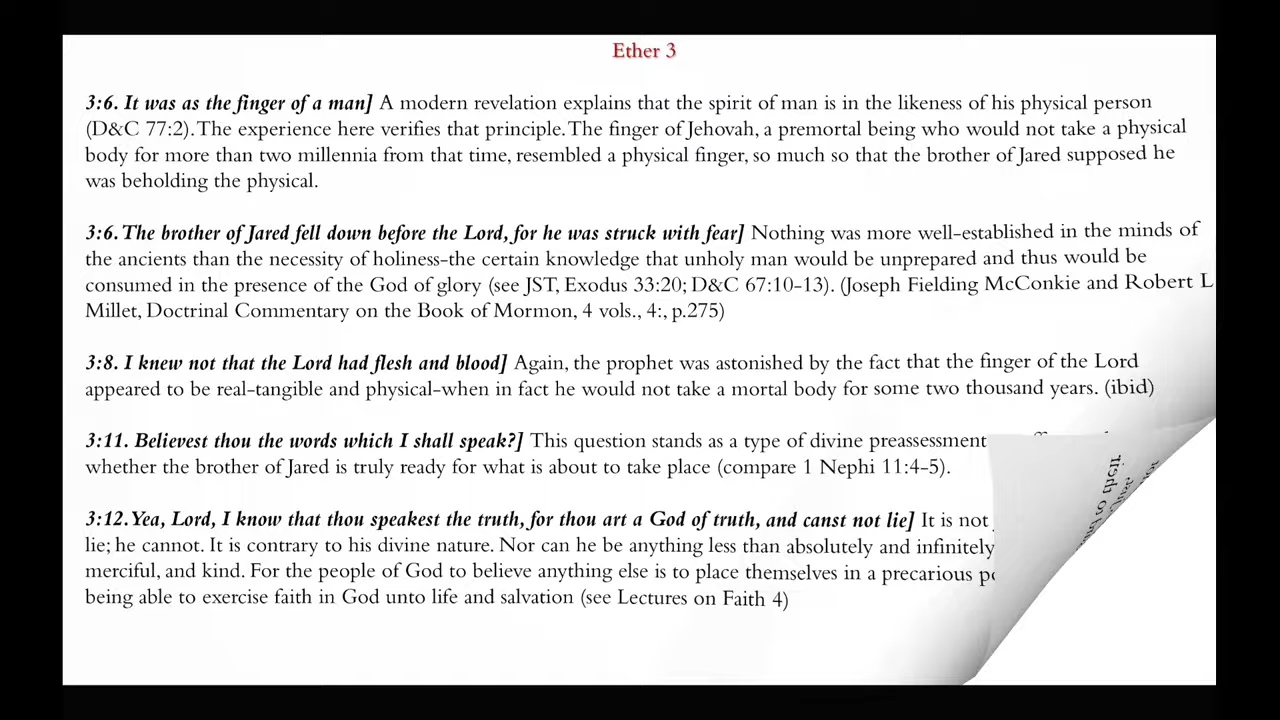 Ether 3
3:6. It was as the finger of a man] A modern revelation explains that the spirit of man is in the likeness of his physical person
(D&C 77:2). The experience here verifies that principle. The finger of Jehovah, a premortal being who would not take a physical
body for more than two millennia from that time, resembled a physical finger, so much so that the brother of Jared supposed he
was beholding the physical.
3:6. The brother of Jared fell down before the Lord, for he was struck with fear] Nothing was more well-established in the minds of
the ancients than the necessity of holiness-the certain knowledge that unholy man would be unprepared and thus would be
consumed in the presence of the God of glory (see JST, Exodus 33:20; D&C 67:10-13). (Joseph Fielding McConkie and Robert L
Millet, Doctrinal Commentary on the Book of Mormon, 4 vols., 4:, p.275)
3:8. I knew not that the Lord had flesh and blood] Again, the prophet was astonished by the fact that the finger of the Lord
appeared to be real-tangible and physical-when in fact he would not take a mortal body for some two thousand years. (ibid)
3:11. Believest thou the words which I shall speak?] This question stands as a type of divine preassessment
whether the brother of Jared is truly ready for what is about to take place (compare 1 Nephi 11:4-5).
3:12. Yea, Lord, I know that thou speakest the truth, for thou art a God of truth, and canst not lie] It is not
lie; he cannot. It is contrary to his divine nature. Nor can he be anything less than absolutely and infinitely
merciful, and kind. For the people of God to believe anything else is to place themselves in a precarious
being able to exercise faith in God unto life and salvation (see Lectures on Faith 4)